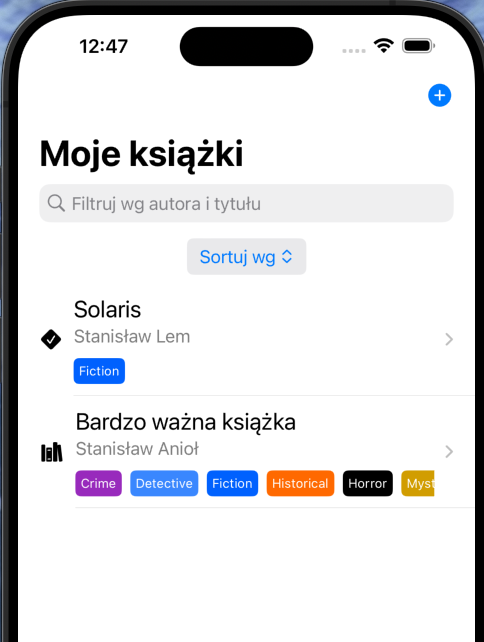 12:47
Moje książki
Filtruj wg autora i tytułu
Sortuj wg
Solaris
Stanisław Lem
Fiction
Bardzo ważna książka
Stanisław Anioł
Crime Detective Fiction Historical Horror Myst